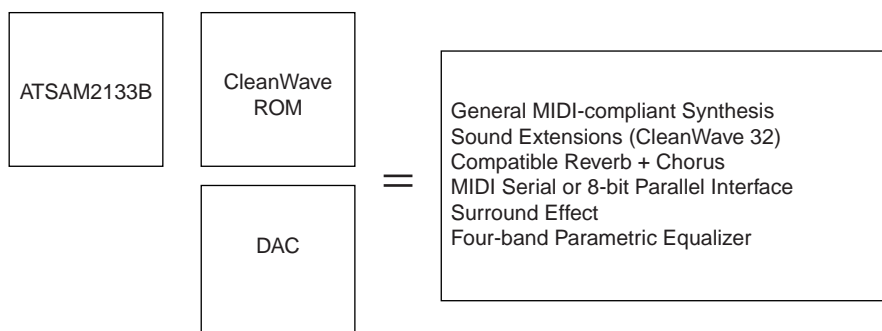 ATSAM2133B
CleanWave
ROM
DAC
=
General MIDI-compliant Synthesis
Sound Extensions (CleanWave 32)
Compatible Reverb + Chorus
MIDI Serial or 8-bit Parallel Interface
Surround Effect
Four-band Parametric Equalizer